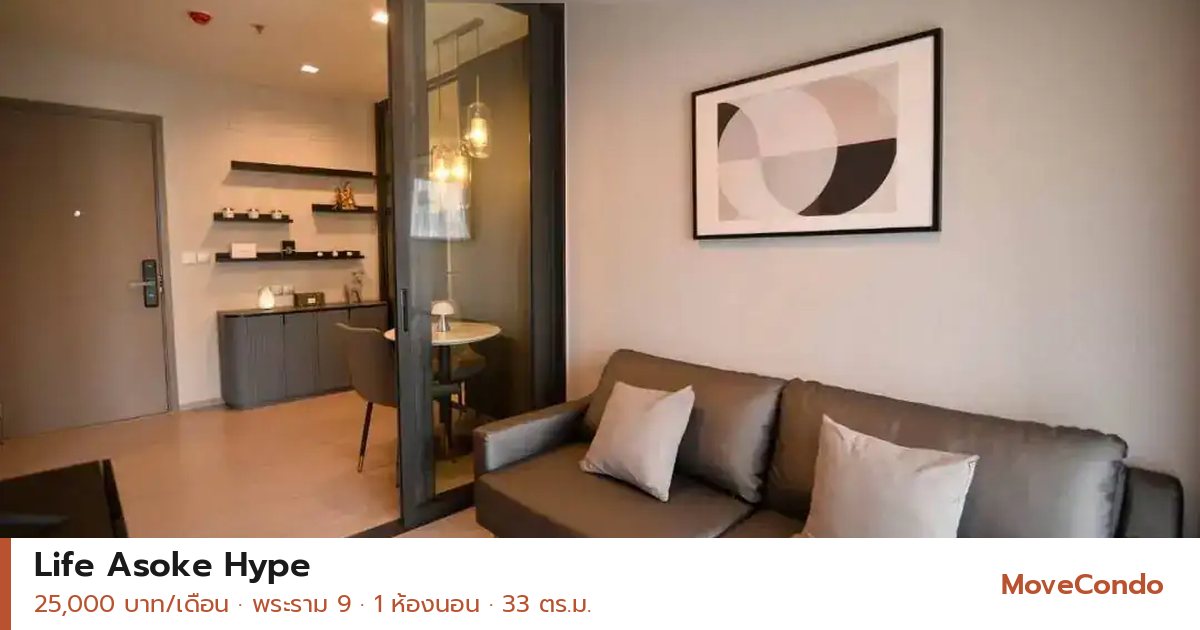 Life Asoke Hype
25,000 บาท/เดือน · พระราม 9 · 1 ห้องนอน · 33 ตร.ม.
MoveCondo